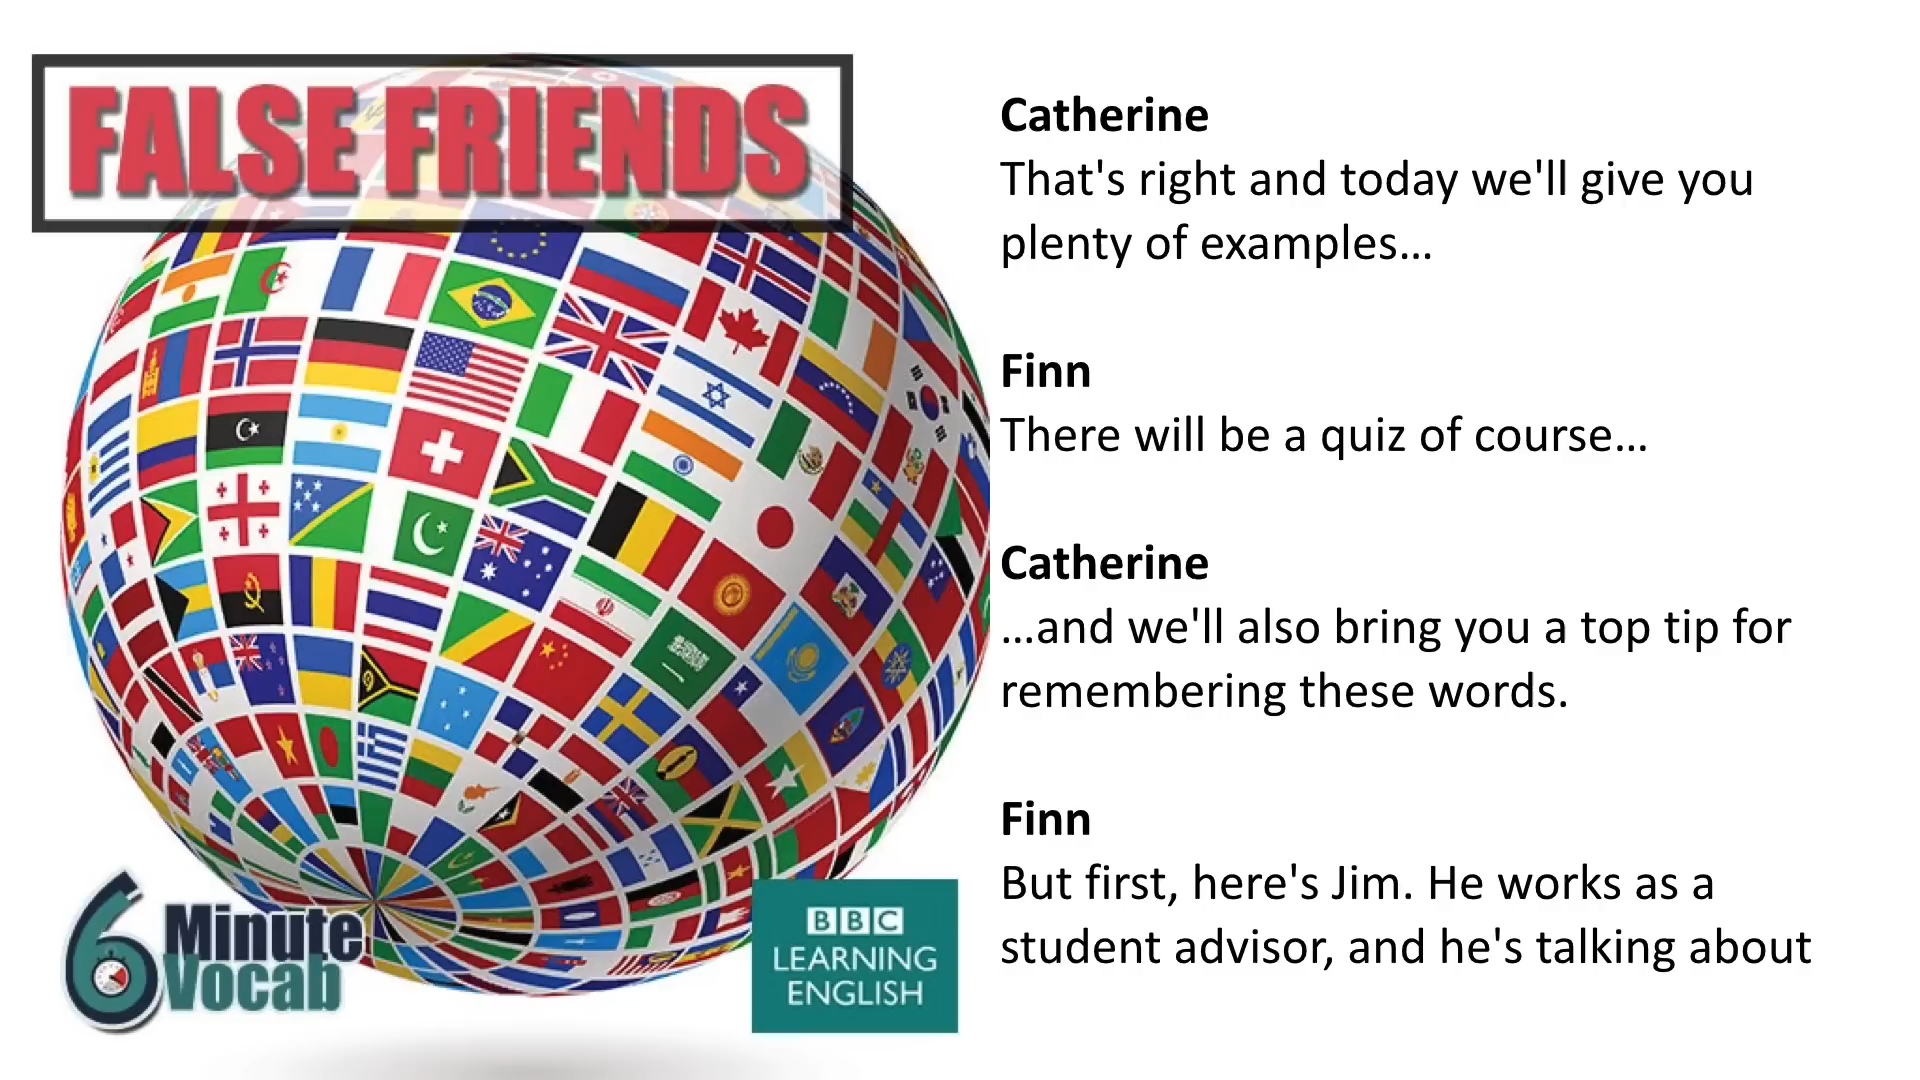 FALSE FRIENDS
Catherine
That's right and today we'll give you
plenty of examples…
Finn
There will be a quiz of course…
Catherine
…and we'll also bring you a top tip for
remembering these words.
Finn
But first, here's Jim. He works as a
student advisor, and he's talking about
6 Minute
Vocab
BBC
LEARNING
ENGLISH